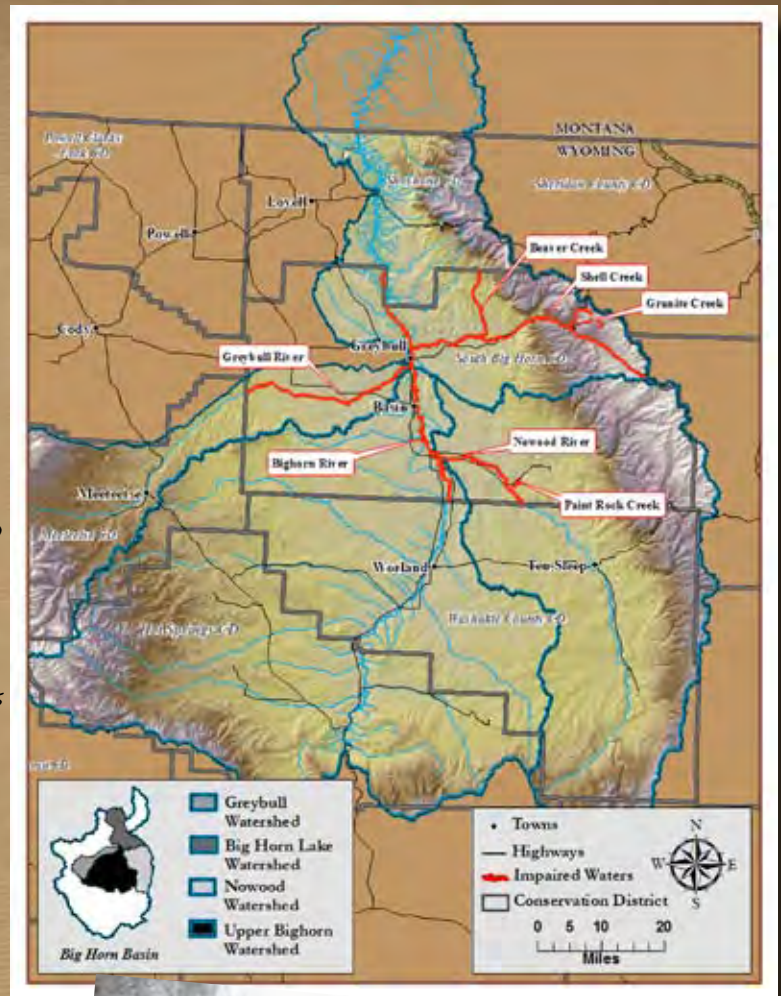 MONTANA
WYOMING
Sheridan County CD
Lovell
Powell
Beaver Creek
Shell Creek
Granite Creek
Cody
Greybull
Greybull River
South Big Horn CD
Basin
Nowood River
Bighorn River
Paint Rock Creek
Meeteetse
Meeteetse CD
Worland
Ten Sleep
Hot Springs CD
Washakie County CD
Greybull
Watershed
Big Horn Lake
Watershed
Nowood
Watershed
Upper Bighorn
Watershed
Big Horn Basin
Towns
Highways
Impaired Waters
Conservation District
N
W
E
S
0 5 10 20
Miles